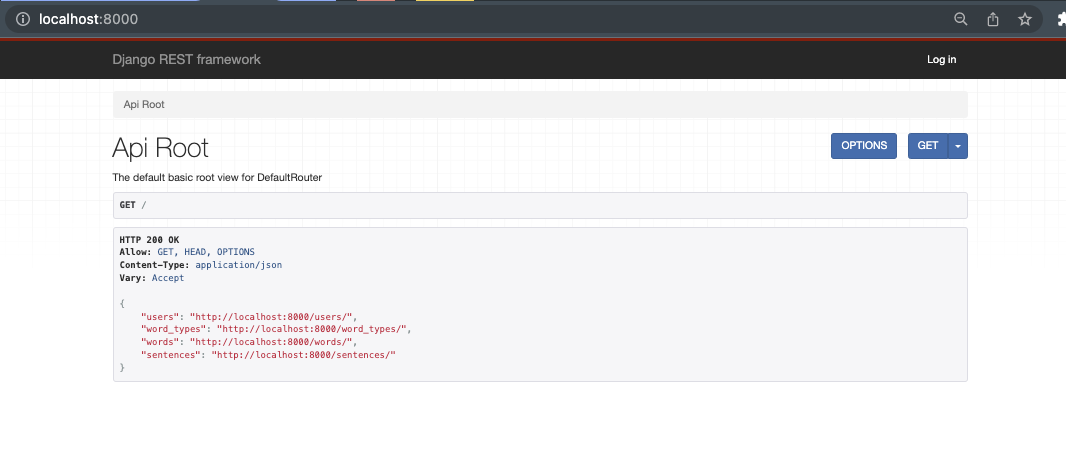 localhost:8000
Django REST framework
Log in
Api Root
Api Root
OPTIONS
GET
The default basic root view for DefaultRouter
GET /
HTTP 200 OK
Allow: GET, HEAD, OPTIONS
Content-Type: application/json
Vary: Accept
{
    "users": "http://localhost:8000/users/",
    "word_types": "http://localhost:8000/word_types/",
    "words": "http://localhost:8000/words/",
    "sentences": "http://localhost:8000/sentences/"
}